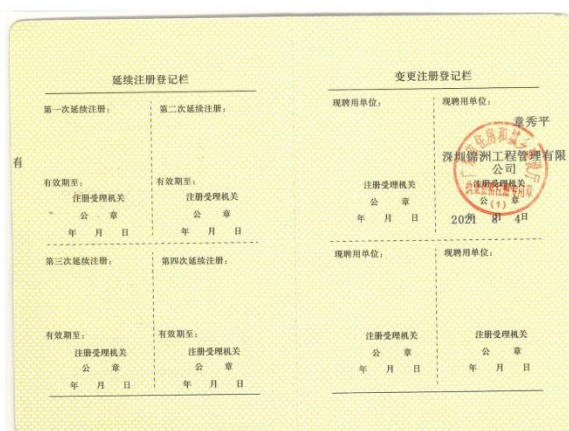 有
延续注册登记栏
第一次延续注册：
第二次延续注册：
有效期至：
有效期至：
注册受理机关
注册受理机关
公 章
公 章
年 月 日
年 月 日
第三次延续注册：
第四次延续注册：
有效期至：
有效期至：
注册受理机关
注册受理机关
公 章
公 章
年 月 日
年 月 日
变更注册登记栏
现聘用单位：
现聘用单位：
章秀平
深圳锦洲工程管理有限
公司
注册受理机关
注册受理机关
公 章
公 章
(1)
年 月 日
2021年 8月 4日
现聘用单位：
现聘用单位：
注册受理机关
注册受理机关
公 章
公 章
年 月 日
年 月 日